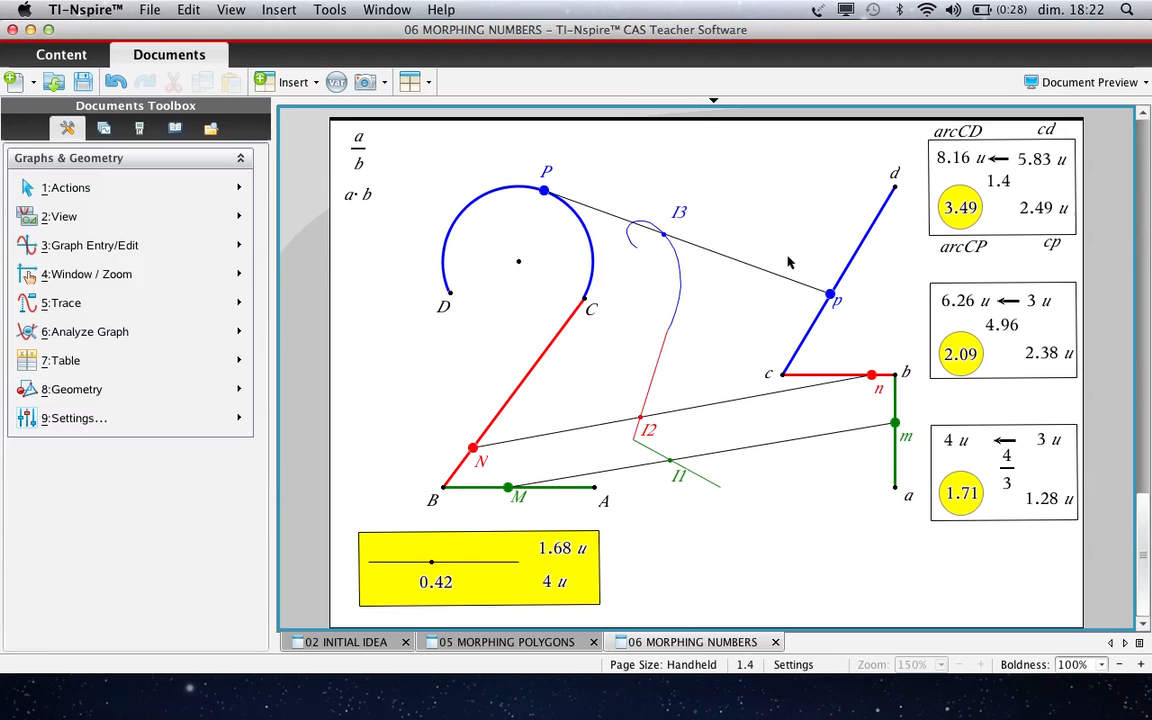 TI-Nspire™ File Edit View Insert Tools Window Help (0:28) dim. 18:22
06 MORPHING NUMBERS - TI-Nspire™ CAS Teacher Software
Content Documents
Insert Document Preview
Documents Toolbox
Graphs & Geometry
1:Actions
2:View
3:Graph Entry/Edit
4:Window / Zoom
5:Trace
6:Analyze Graph
7:Table
8:Geometry
9:Settings…
a
b
a· b
P
I3
D
C
d
p
c
b
n
N
I2
m
I1
B
M
A
a
arcCD cd
8.16 u 5.83 u
1.4
3.49 2.49 u
arcCP cp
6.26 u 3 u
4.96
2.09 2.38 u
4 u 3 u
4
3
1.71 1.28 u
1.68 u
0.42 4 u
02 INITIAL IDEA 05 MORPHING POLYGONS 06 MORPHING NUMBERS
Page Size: Handheld 1.4 Settings Zoom: 150% Boldness: 100%